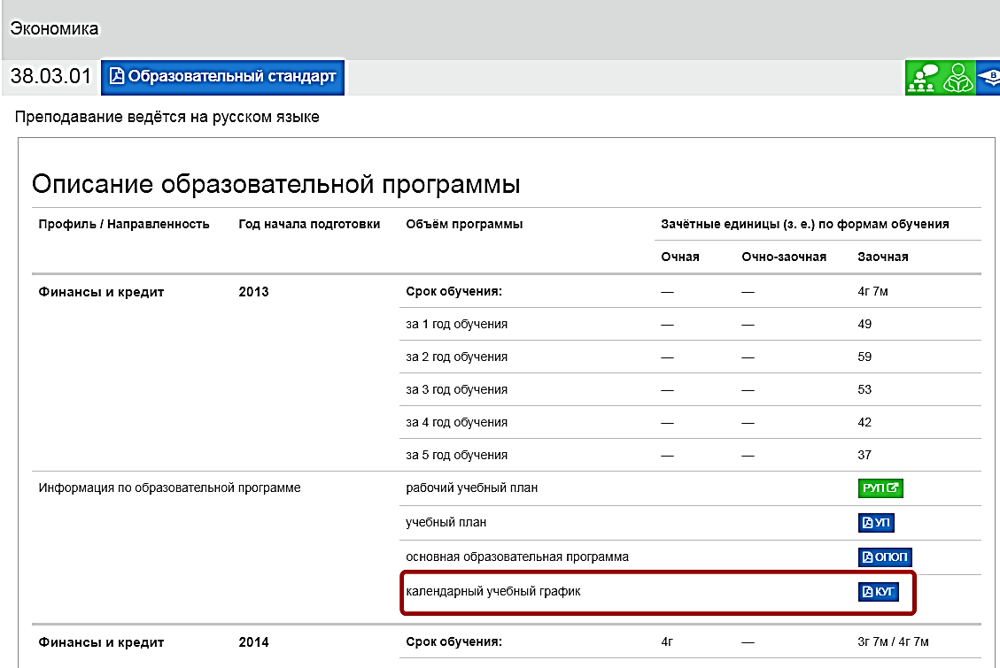 Экономика
38.03.01 Образовательный стандарт
В
Преподавание ведётся на русском языке
Описание образовательной программы
Профиль / Направленность Год начала подготовки Объём программы Зачётные единицы (з. е.) по формам обучения
Очная Очно-заочная Заочная
Финансы и кредит 2013 Срок обучения: — — 4г 7м
за 1 год обучения — — 49
за 2 год обучения — — 59
за 3 год обучения — — 53
за 4 год обучения — — 42
за 5 год обучения — — 37
Информация по образовательной программе рабочий учебный план РУП
учебный план УП
основная образовательная программа ОПОП
календарный учебный график КУГ
Финансы и кредит 2014 Срок обучения: 4г — 3г 7м / 4г 7м